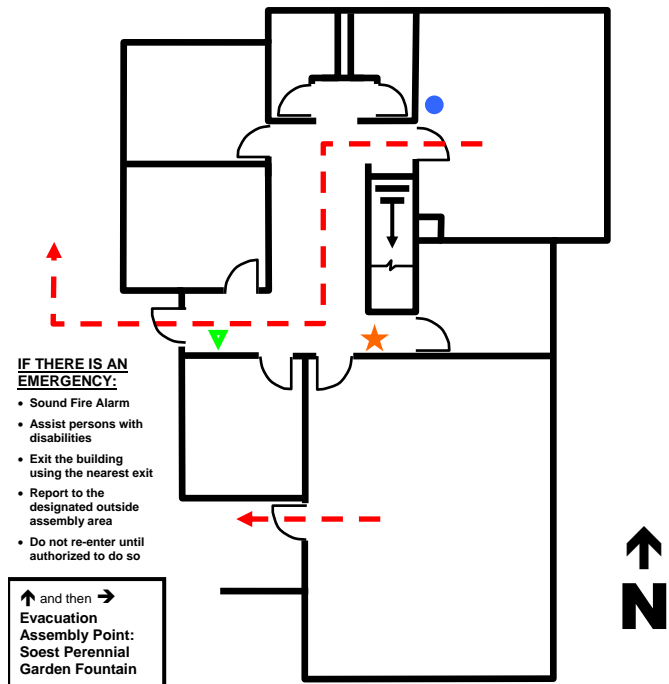 IF THERE IS AN
EMERGENCY:
• Sound Fire Alarm
• Assist persons with
disabilities
• Exit the building
using the nearest exit
• Report to the
designated outside
assembly area
• Do not re-enter until
authorized to do so
↑ and then →
Evacuation
Assembly Point:
Soest Perennial
Garden Fountain
N